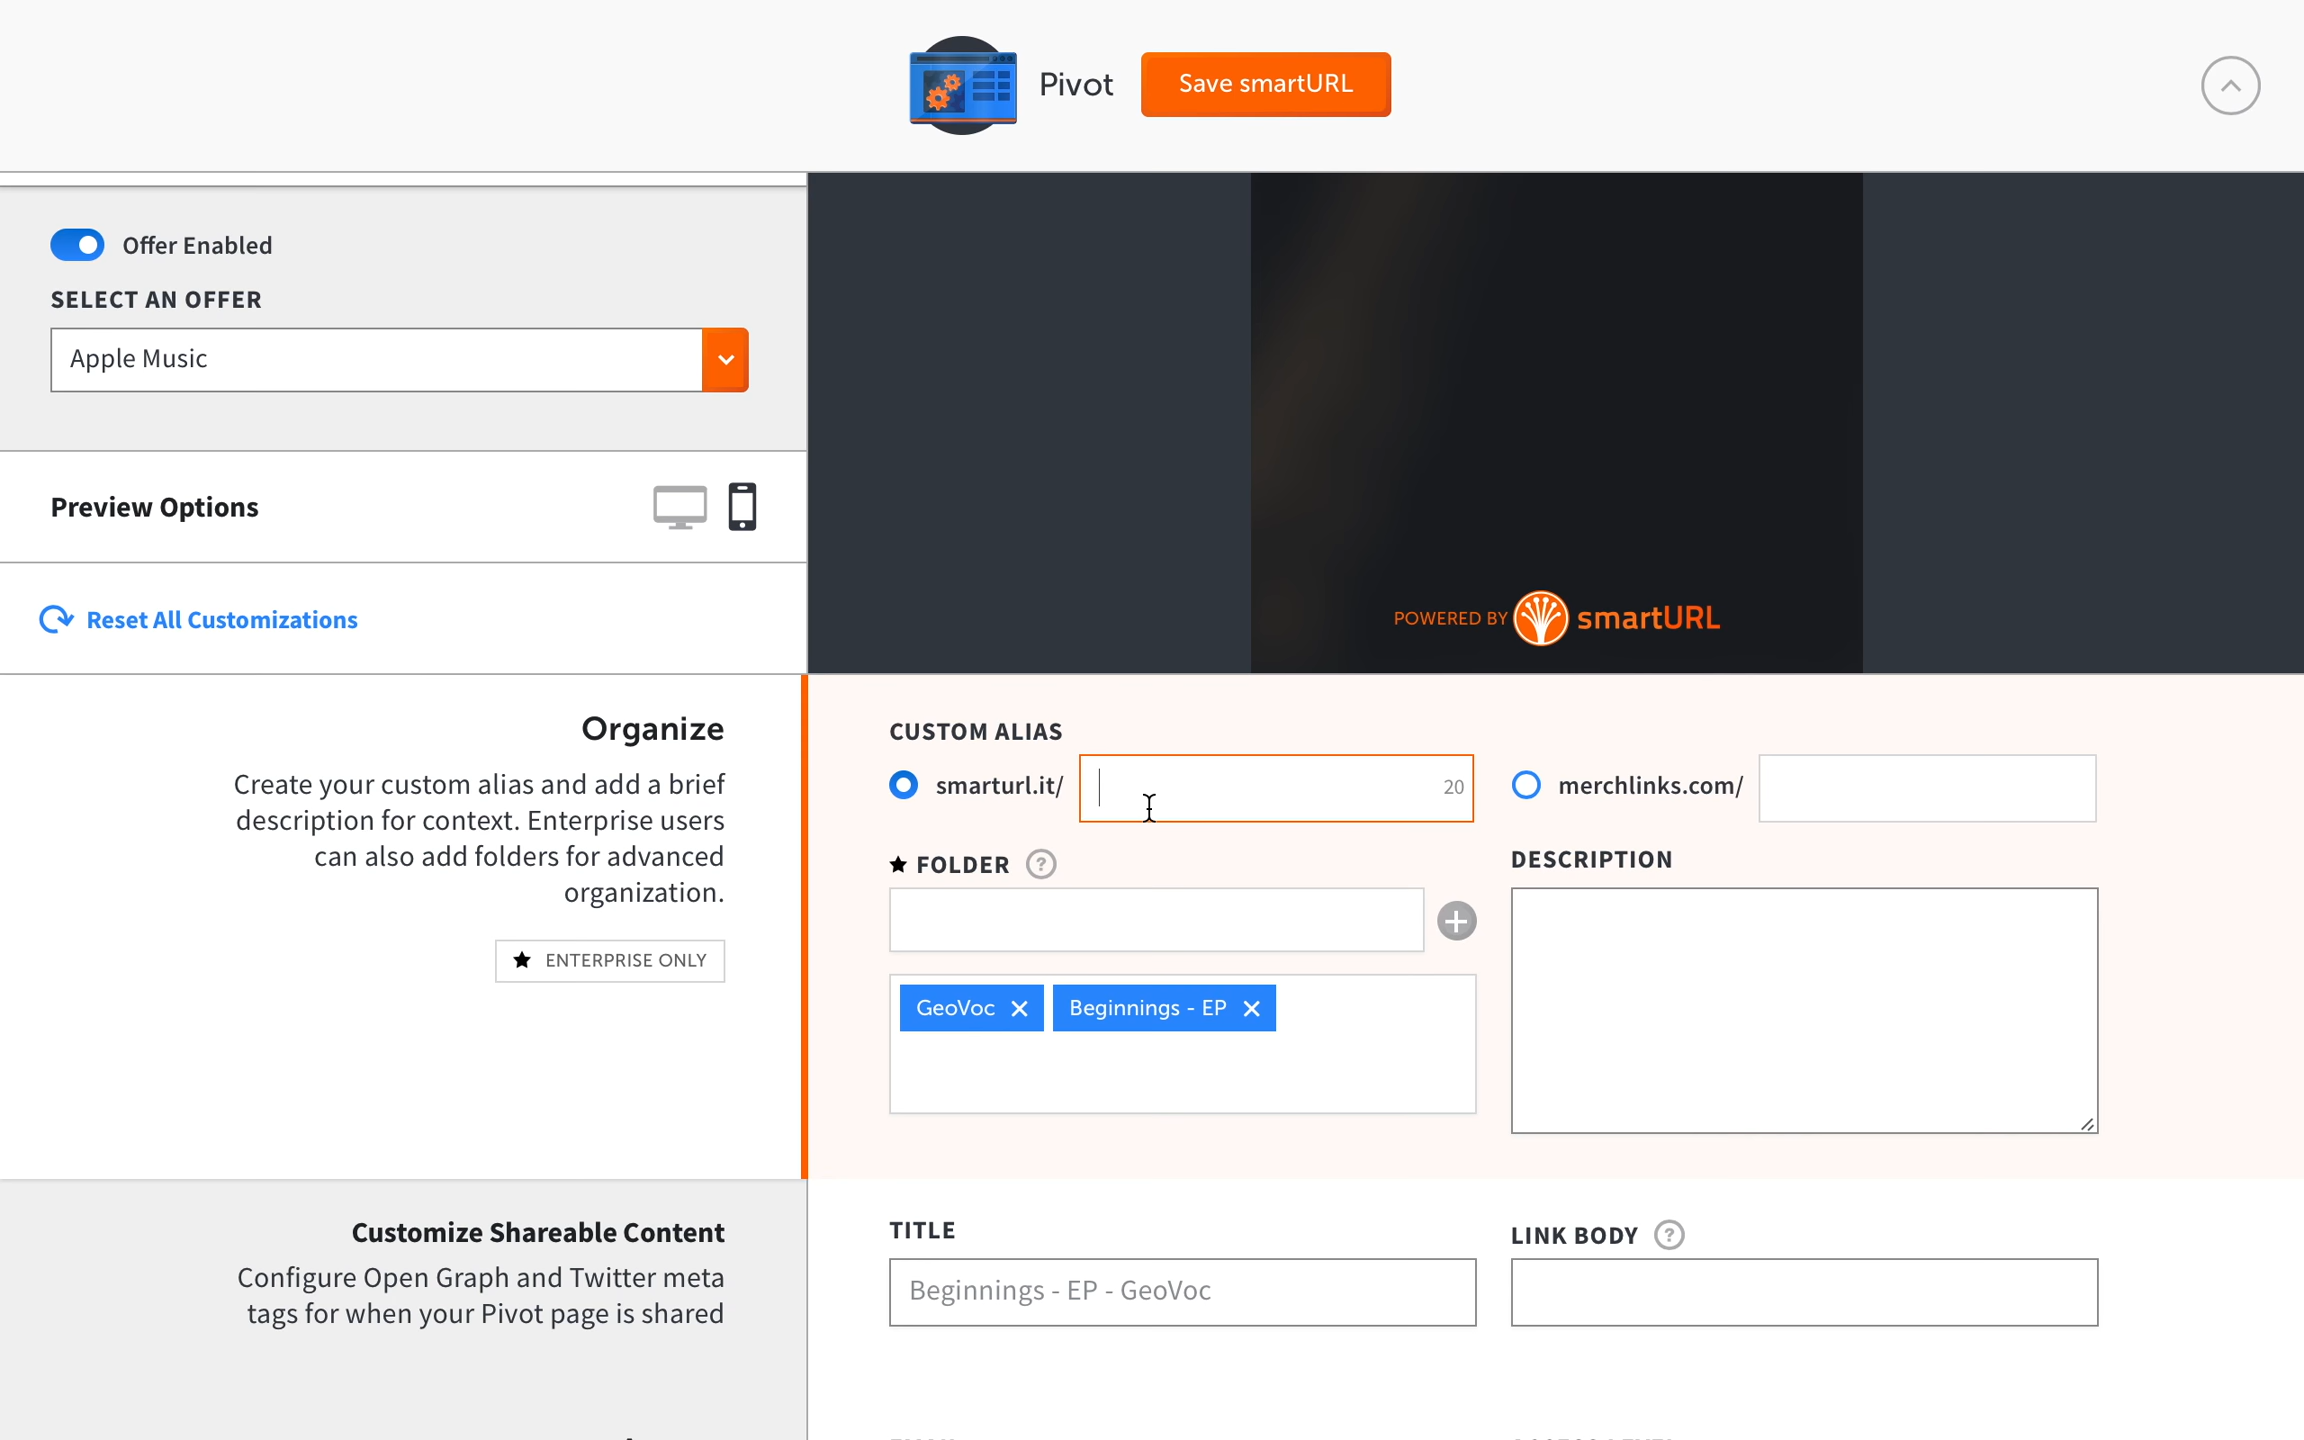 Pivot
Save smartURL
Offer Enabled
SELECT AN OFFER
Apple Music
Preview Options
Reset All Customizations
POWERED BY smartURL
Organize
Create your custom alias and add a brief
description for context. Enterprise users
can also add folders for advanced
organization.
★ ENTERPRISE ONLY
CUSTOM ALIAS
smarturl.it/
20
merchlinks.com/
★ FOLDER ?
DESCRIPTION
GeoVoc ✕ Beginnings - EP ✕
Customize Shareable Content
Configure Open Graph and Twitter meta
tags for when your Pivot page is shared
TITLE
Beginnings - EP - GeoVoc
LINK BODY ?